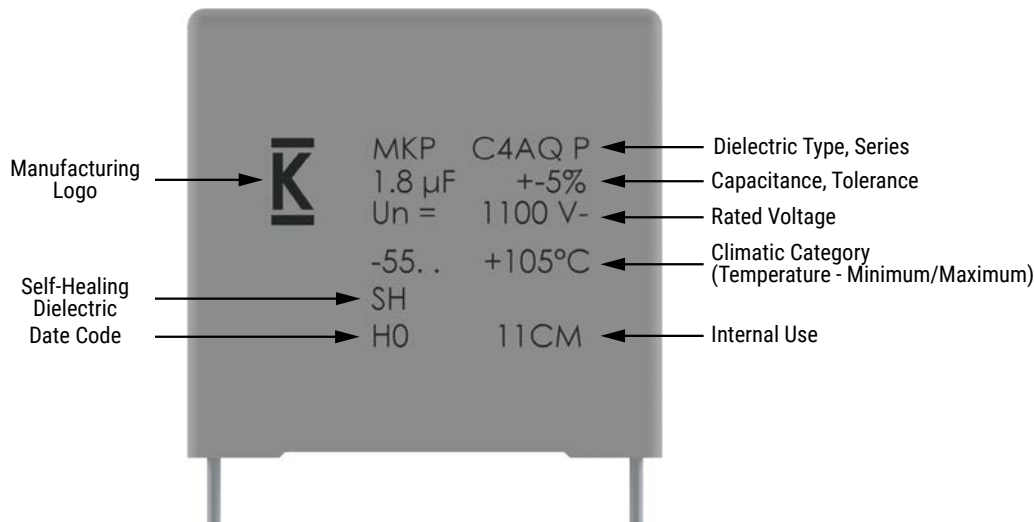 MKP C4AQ P
Dielectric Type, Series
Manufacturing
Logo
K
1.8 µF +-5%
Capacitance, Tolerance
Un = 1100 V-
Rated Voltage
-55. . +105°C
Climatic Category
(Temperature - Minimum/Maximum)
Self-Healing
Dielectric
SH
Date Code
H0 11CM
Internal Use